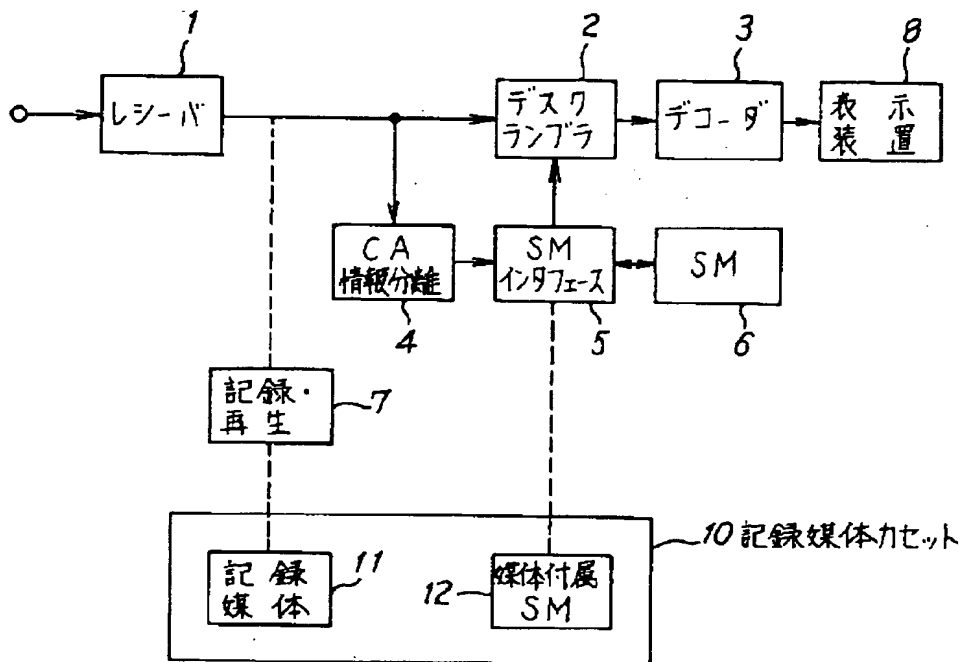 1
レシーバ
2
デスク
ランブラ
3
デコーダ
8
表示
装置
CA
情報分離
4
SM
インタフェース
5
SM
6
記録・
再生
7
10 記録媒体カセット
記録
媒体
11
12
媒体付属
SM